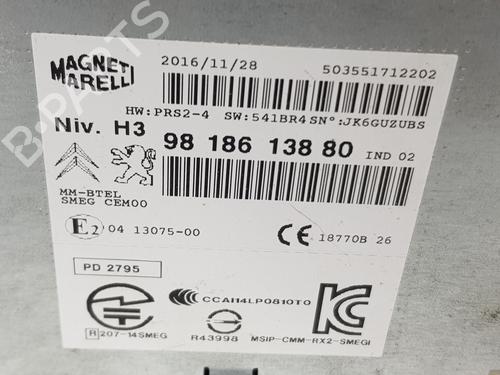 MAGNETI MARELLI
2016/11/28 503551712202
HW:PRS2-4 SW:541BR4 SN°:JK6GUZUBS
Niv. H3 98 186 138 80 IND 02
MM-BTEL
SMEG CEM00
E2 04 13075-00 CE 18770B 26
PD 2795
CCAI14LP0810T0
R 207-14SMEG R43998 MSIP-CMM-RX2-SMEGI
B-PARTS